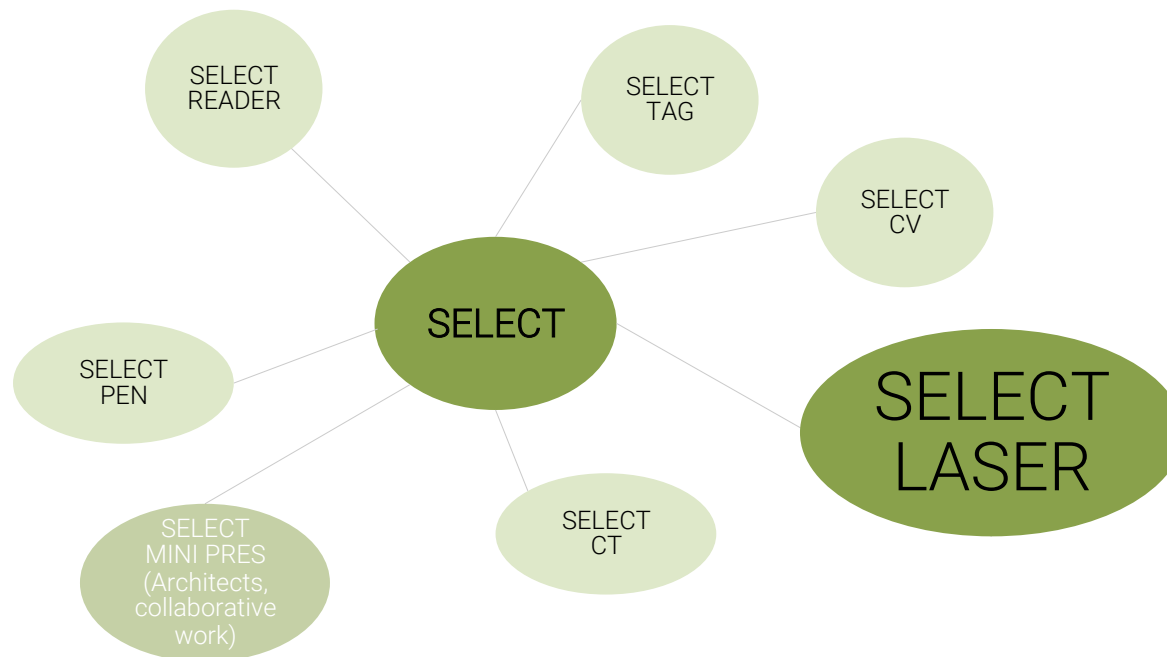 SELECT
READER
SELECT
TAG
SELECT
CV
SELECT
SELECT
PEN
SELECT
LASER
SELECT
MINI PRES
(Architects,
collaborative
work)
SELECT
CT